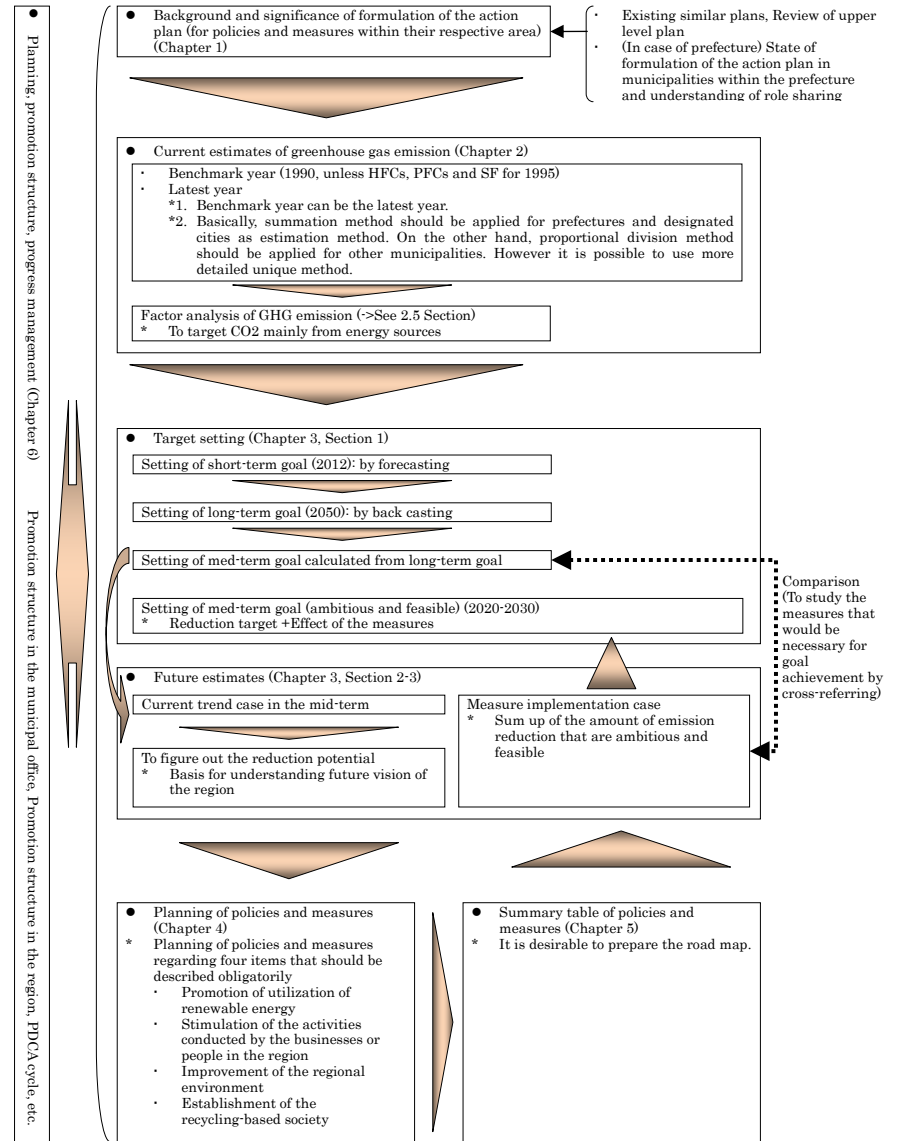 ● Planning, promotion structure, progress management (Chapter 6)
Promotion structure in the municipal office, Promotion structure in the region, PDCA cycle, etc.
● Background and significance of formulation of the action
plan (for policies and measures within their respective area)
(Chapter 1)
· Existing similar plans, Review of upper
level plan
· (In case of prefecture) State of
formulation of the action plan in
municipalities within the prefecture
and understanding of role sharing
● Current estimates of greenhouse gas emission (Chapter 2)
· Benchmark year (1990, unless HFCs, PFCs and SF for 1995)
· Latest year
*1. Benchmark year can be the latest year.
*2. Basically, summation method should be applied for prefectures and designated
cities as estimation method. On the other hand, proportional division method
should be applied for other municipalities. However it is possible to use more
detailed unique method.
Factor analysis of GHG emission (->See 2.5 Section)
* To target CO2 mainly from energy sources
● Target setting (Chapter 3, Section 1)
Setting of short-term goal (2012): by forecasting
Setting of long-term goal (2050): by back casting
Setting of med-term goal calculated from long-term goal
Setting of med-term goal (ambitious and feasible) (2020-2030)
* Reduction target +Effect of the measures
Comparison
(To study the
measures that
would be
necessary for
goal
achievement by
cross-referring)
● Future estimates (Chapter 3, Section 2-3)
Current trend case in the mid-term
To figure out the reduction potential
* Basis for understanding future vision of
the region
Measure implementation case
* Sum up of the amount of emission
reduction that are ambitious and
feasible
● Planning of policies and measures
(Chapter 4)
* Planning of policies and measures
regarding four items that should be
described obligatorily
· Promotion of utilization of
renewable energy
· Stimulation of the activities
conducted by the businesses or
people in the region
· Improvement of the regional
environment
· Establishment of the
recycling-based society
● Summary table of policies and
measures (Chapter 5)
* It is desirable to prepare the road map.